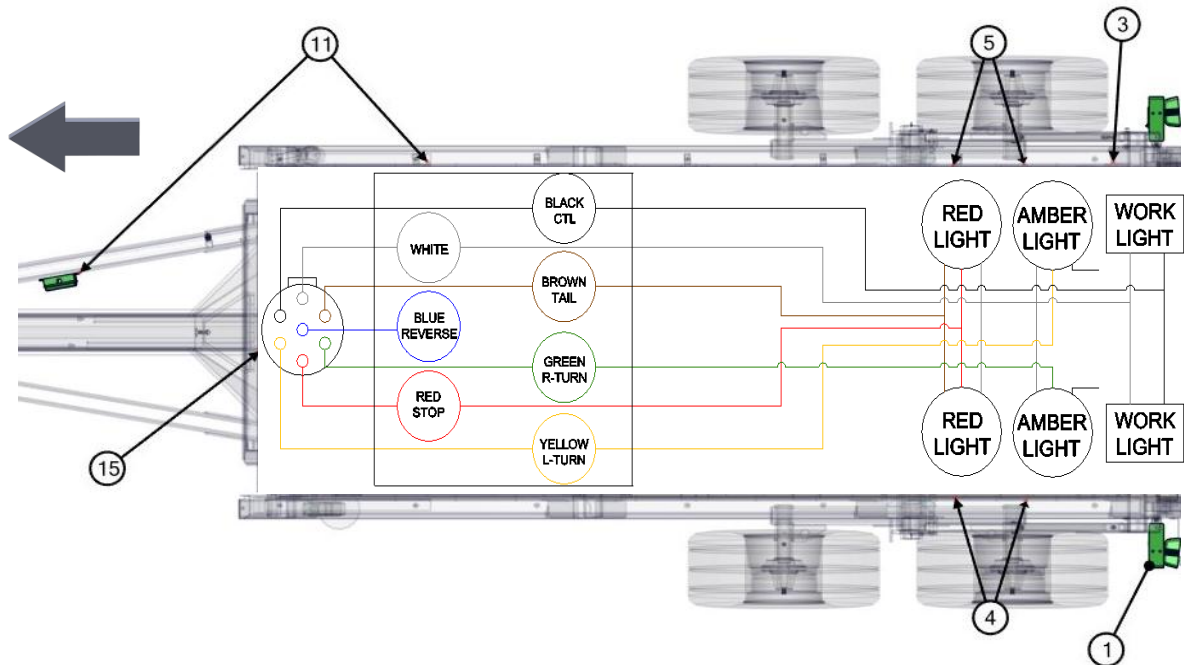 11
5
3
BLACK
CTL
WHITE
BROWN
TAIL
BLUE
REVERSE
GREEN
R-TURN
RED
STOP
YELLOW
L-TURN
RED
LIGHT
AMBER
LIGHT
WORK
LIGHT
RED
LIGHT
AMBER
LIGHT
WORK
LIGHT
15
4
1